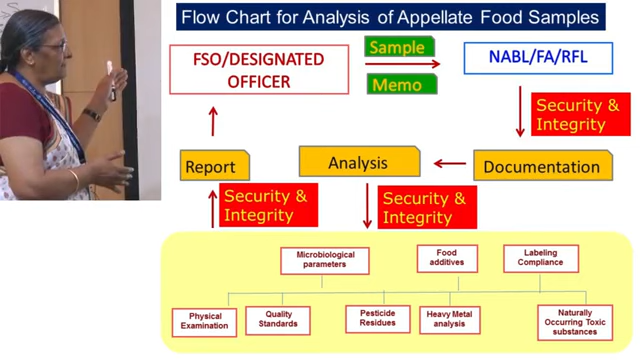 Flow Chart for Analysis of Appellate Food Samples
FSO/DESIGNATED
OFFICER
Sample
Memo
NABL/FA/RFL
Security &
Integrity
Report
Analysis
Documentation
Security &
Integrity
Security &
Integrity
Microbiological
parameters
Food
additives
Labeling
Compliance
Physical
Examination
Quality
Standards
Pesticide
Residues
Heavy Metal
analysis
Naturally
Occurring Toxic
substances